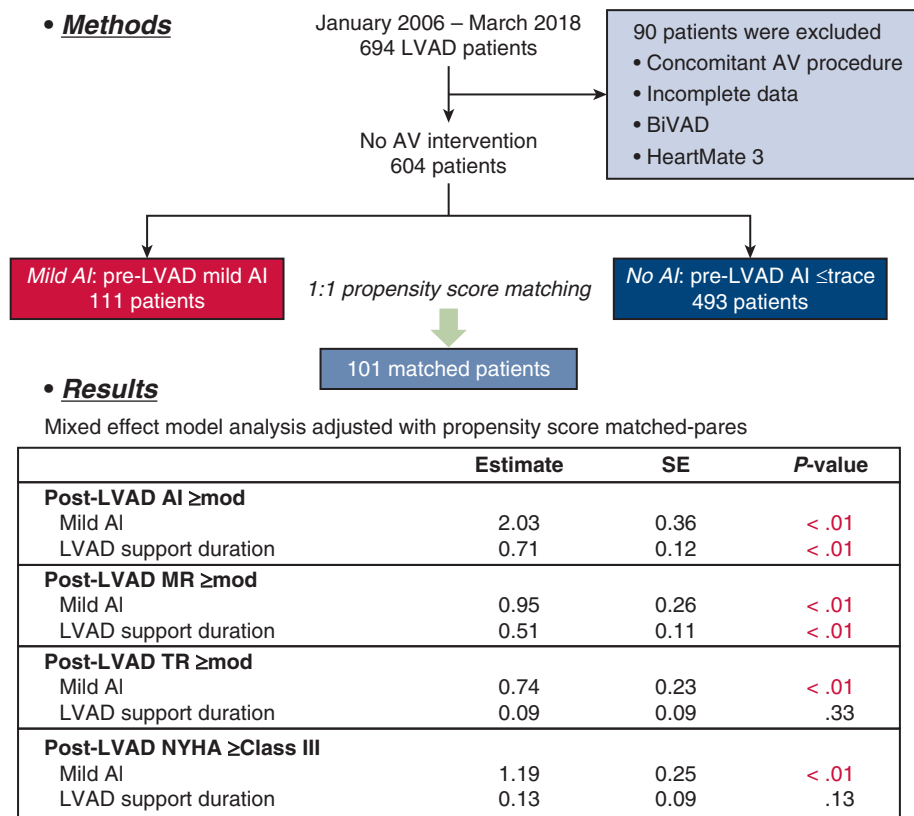 • Methods
January 2006 – March 2018
694 LVAD patients
90 patients were excluded
• Concomitant AV procedure
• Incomplete data
• BiVAD
• HeartMate 3
No AV intervention
604 patients
Mild AI: pre-LVAD mild AI
111 patients
1:1 propensity score matching
No AI: pre-LVAD AI ≤trace
493 patients
101 matched patients
• Results
Mixed effect model analysis adjusted with propensity score matched-pares
Estimate SE P-value
Post-LVAD AI ≥mod
Mild AI 2.03 0.36 < .01
LVAD support duration 0.71 0.12 < .01
Post-LVAD MR ≥mod
Mild AI 0.95 0.26 < .01
LVAD support duration 0.51 0.11 < .01
Post-LVAD TR ≥mod
Mild AI 0.74 0.23 < .01
LVAD support duration 0.09 0.09 .33
Post-LVAD NYHA ≥Class III
Mild AI 1.19 0.25 < .01
LVAD support duration 0.13 0.09 .13